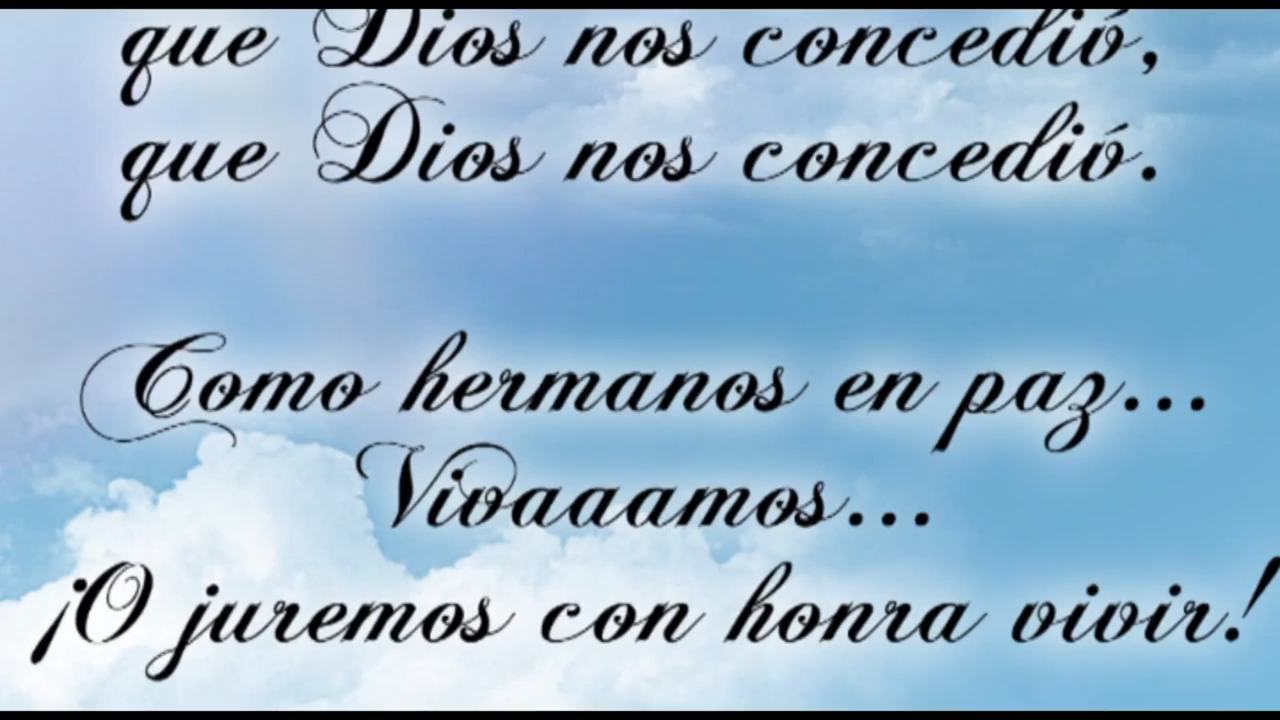 que Dios nos concedió,
que Dios nos concedió.
Como hermanos en paz...
Vivaaamos...
¡O juremos con honra vivir!